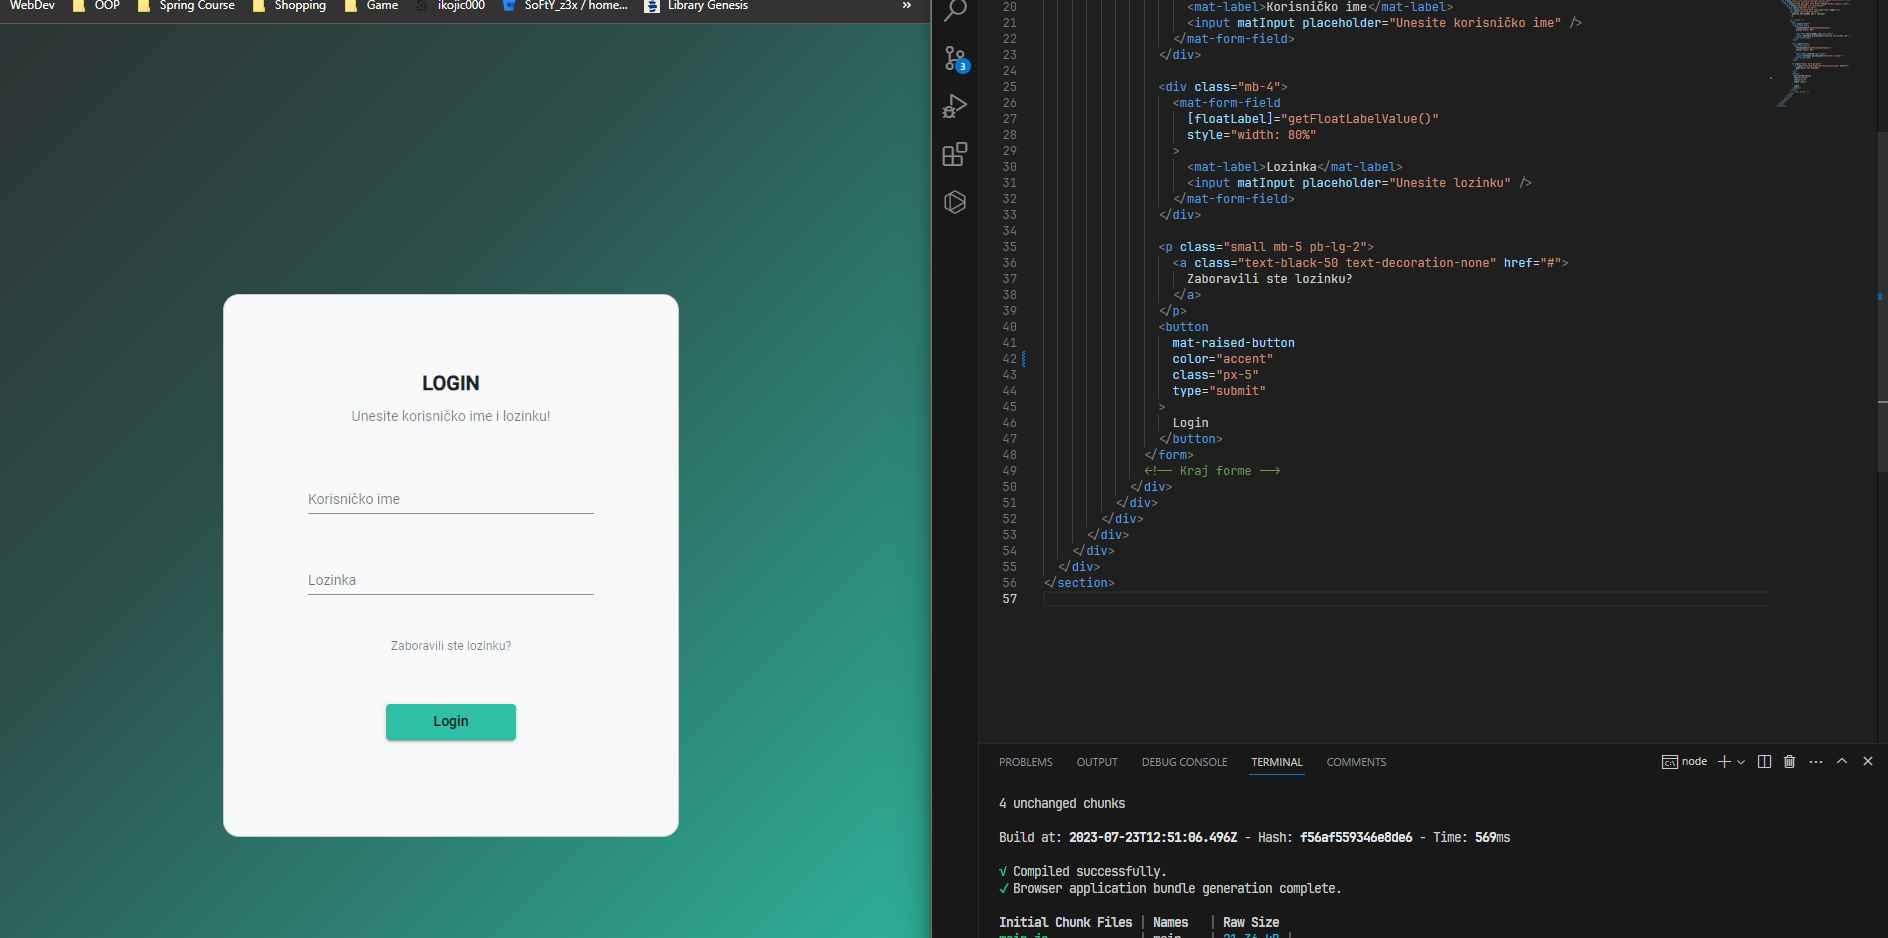 WebDev OOP Spring Course Shopping Game ikojic000 SoFtY_z3x / home... Library Genesis »
LOGIN
Unesite korisničko ime i lozinku!
Korisničko ime
Lozinka
Zaboravili ste lozinku?
Login
3
20 <mat-label>Korisničko ime</mat-label>
21 <input matInput placeholder="Unesite korisničko ime" />
22 </mat-form-field>
23 </div>
24
25 <div class="mb-4">
26 <mat-form-field
27 [floatLabel]="getFloatLabelValue()"
28 style="width: 80%"
29 >
30 <mat-label>Lozinka</mat-label>
31 <input matInput placeholder="Unesite lozinku" />
32 </mat-form-field>
33 </div>
34
35 <p class="small mb-5 pb-lg-2">
36 <a class="text-black-50 text-decoration-none" href="#">
37 Zaboravili ste lozinku?
38 </a>
39 </p>
40 <button
41 mat-raised-button
42 color="accent"
43 class="px-5"
44 type="submit"
45 >
46 Login
47 </button>
48 </form>
49 <!-- Kraj forme -->
50 </div>
51 </div>
52 </div>
53 </div>
54 </div>
55 </div>
56 </section>
57
PROBLEMS OUTPUT DEBUG CONSOLE TERMINAL COMMENTS node
4 unchanged chunks
Build at: 2023-07-23T12:51:06.496Z - Hash: f56af559346e8de6 - Time: 569ms
√ Compiled successfully.
✓ Browser application bundle generation complete.
Initial Chunk Files | Names | Raw Size
main.js | main | 21.36 kB |